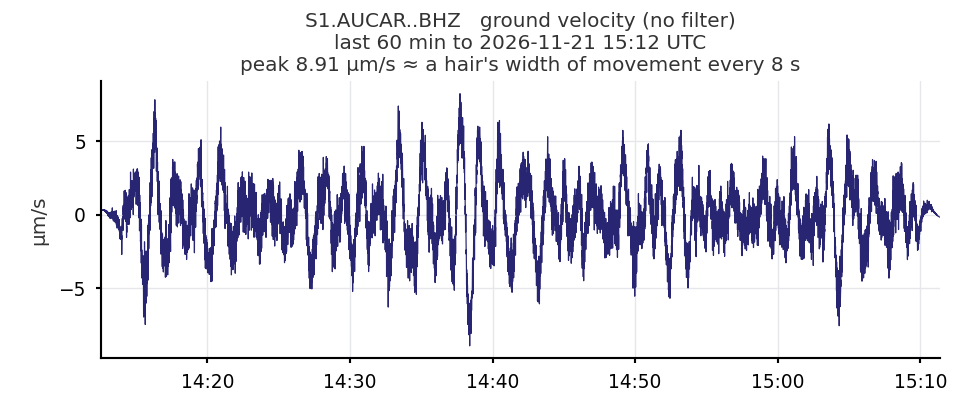 S1.AUCAR..BHZ   ground velocity (no filter)
last 60 min to 2026-11-21 15:12 UTC
peak 8.91 µm/s ≈ a hair's width of movement every 8 s
µm/s
5
0
−5
14:20
14:30
14:40
14:50
15:00
15:10